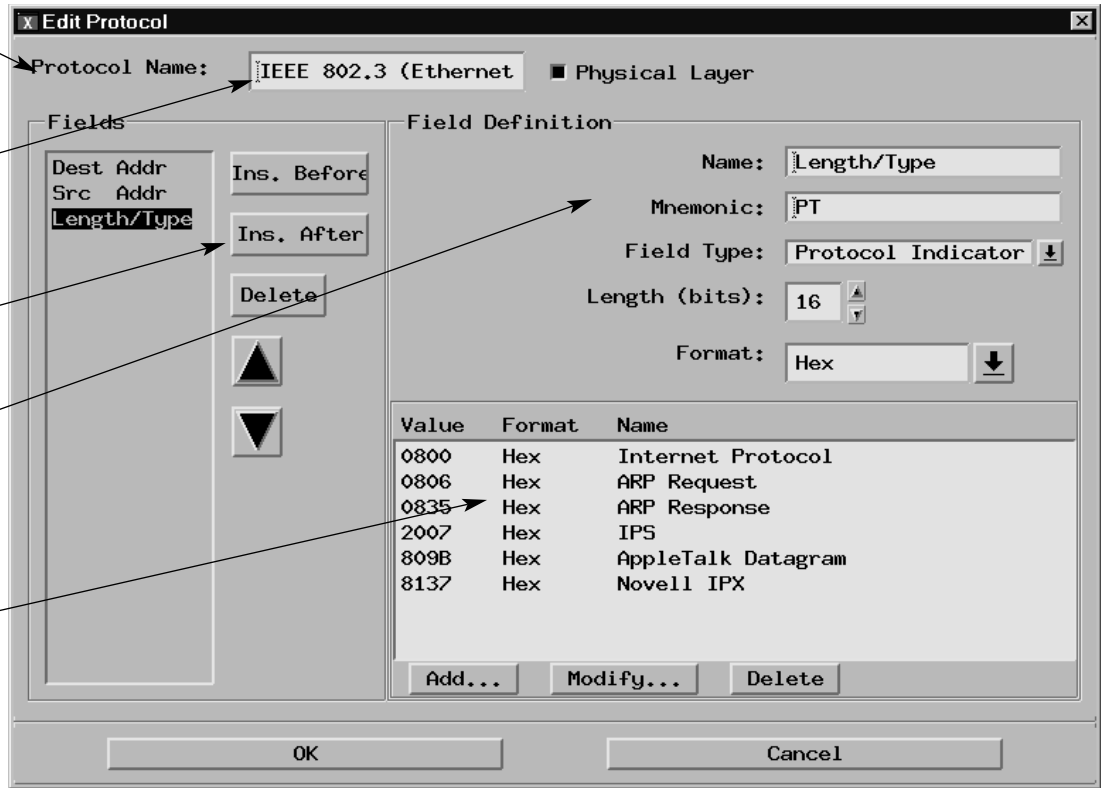 X Edit Protocol X
Protocol Name: IEEE 802.3 (Ethernet Physical Layer
Fields
Dest Addr
Src Addr
Length/Type
Ins. Before
Ins. After
Delete
Field Definition
Name: Length/Type
Mnemonic: PT
Field Type: Protocol Indicator
Length (bits): 16
Format: Hex
Value Format Name
0800 Hex Internet Protocol
0806 Hex ARP Request
0835 Hex ARP Response
2007 Hex IPS
809B Hex AppleTalk Datagram
8137 Hex Novell IPX
Add... Modify... Delete
OK Cancel